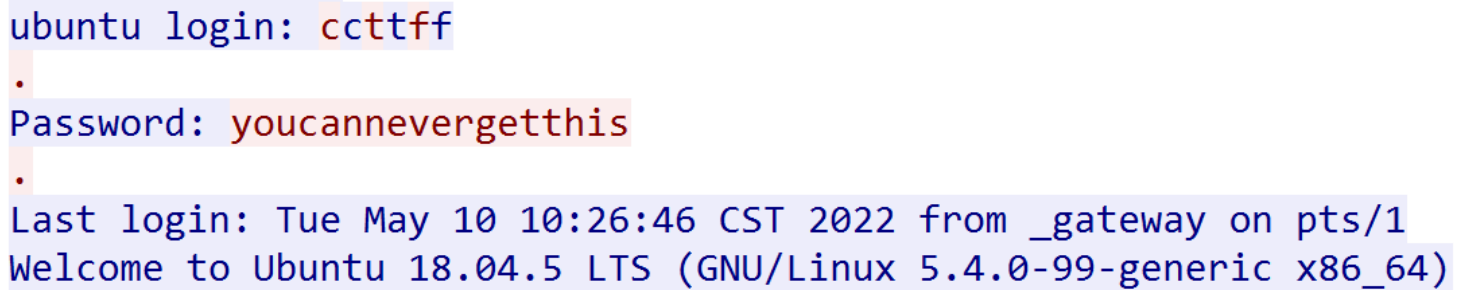 ubuntu login: ccttff
.
Password: youcannevergetthis
.
Last login: Tue May 10 10:26:46 CST 2022 from _gateway on pts/1
Welcome to Ubuntu 18.04.5 LTS (GNU/Linux 5.4.0-99-generic x86_64)